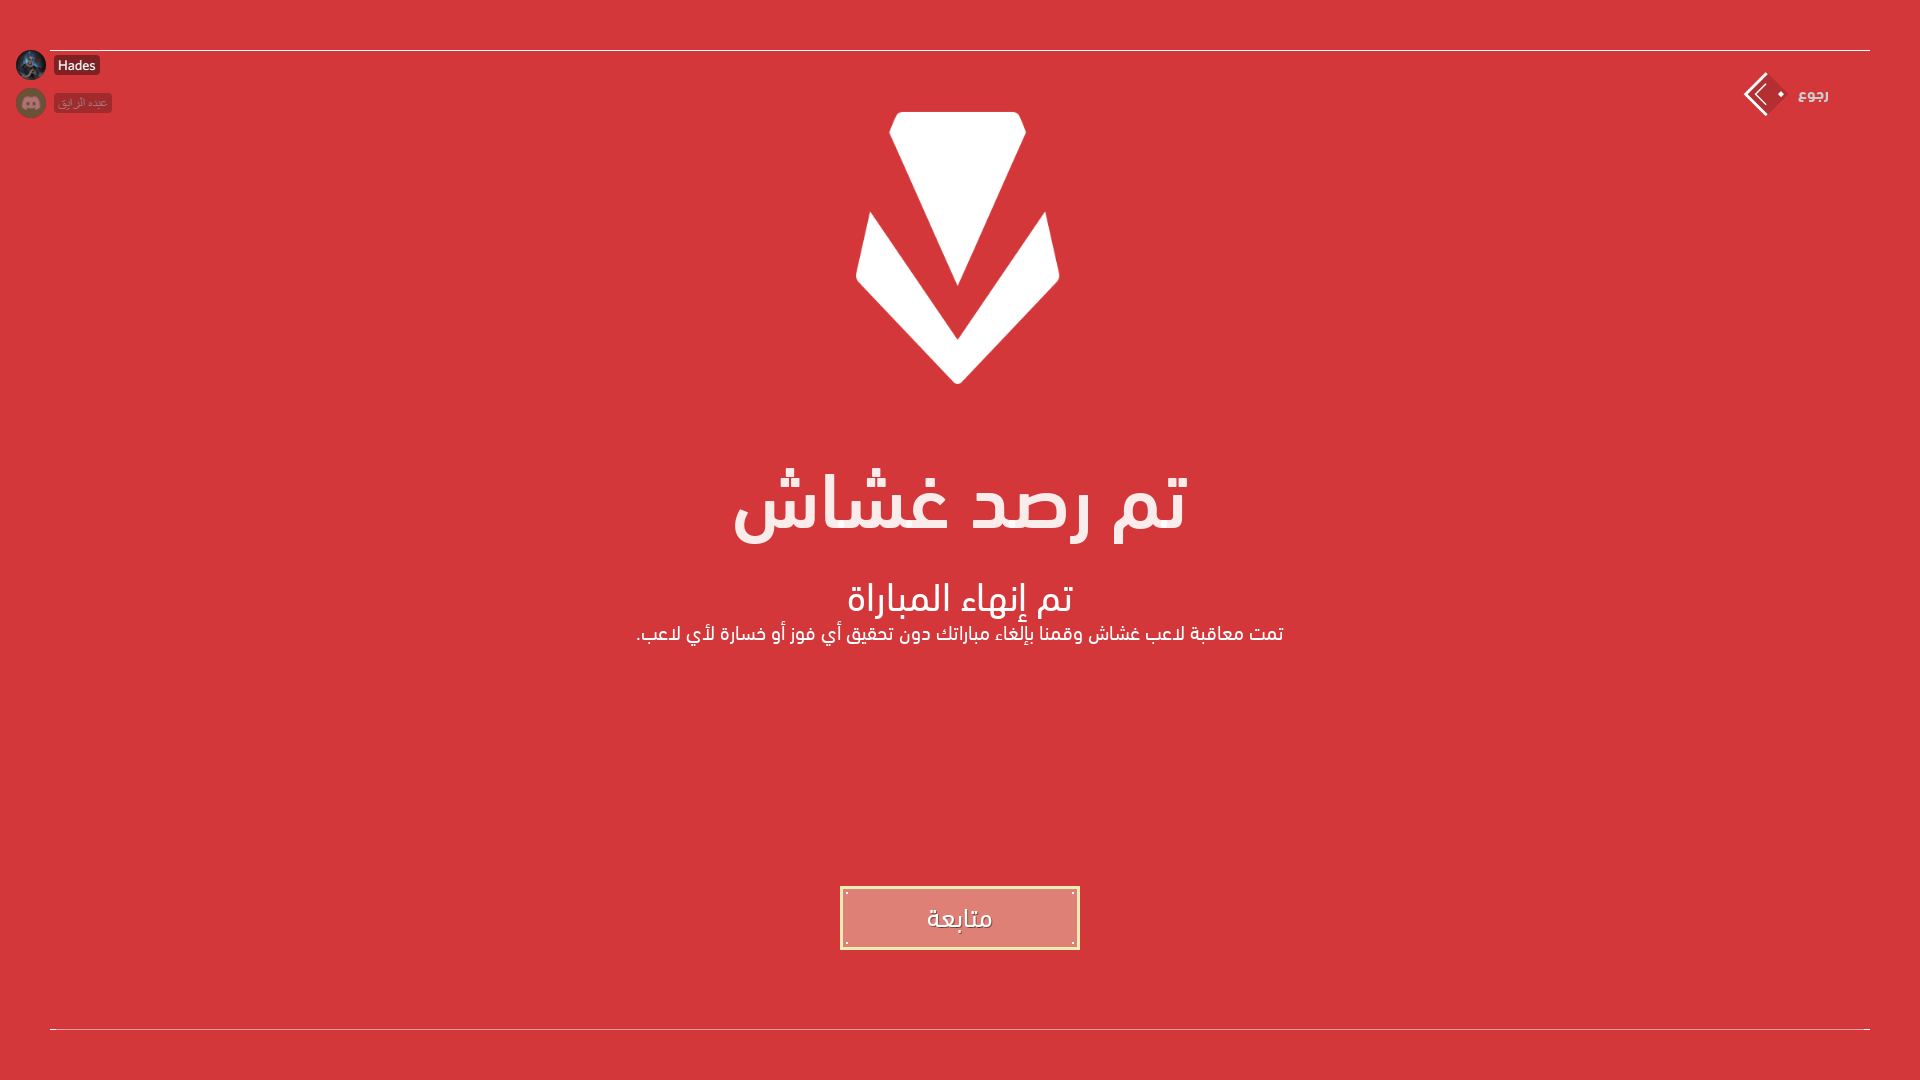 Hades
عبده الرايق
رجوع
تم رصد غشاش
تم إنهاء المباراة
تمت معاقبة لاعب غشاش وقمنا بإلغاء مباراتك دون تحقيق أي فوز أو خسارة لأي لاعب.
متابعة